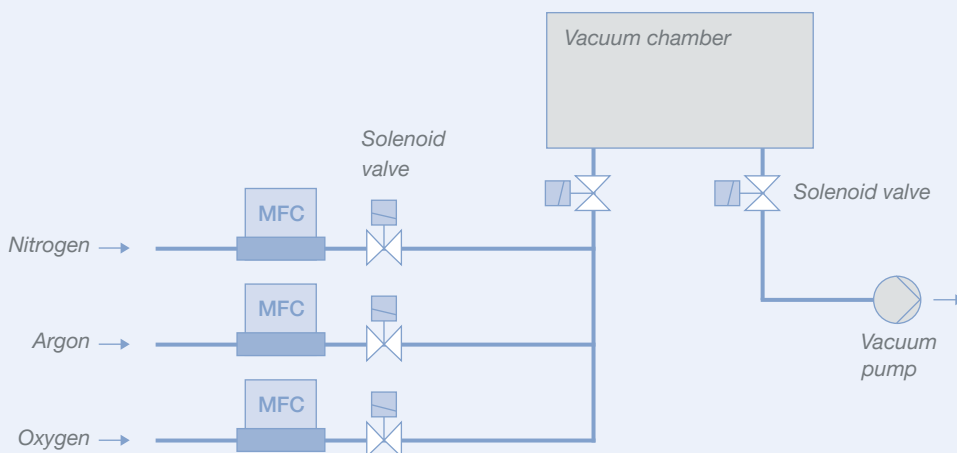 Vacuum chamber
Solenoid
valve
Solenoid valve
MFC
Nitrogen
MFC
Argon
Vacuum
pump
MFC
Oxygen